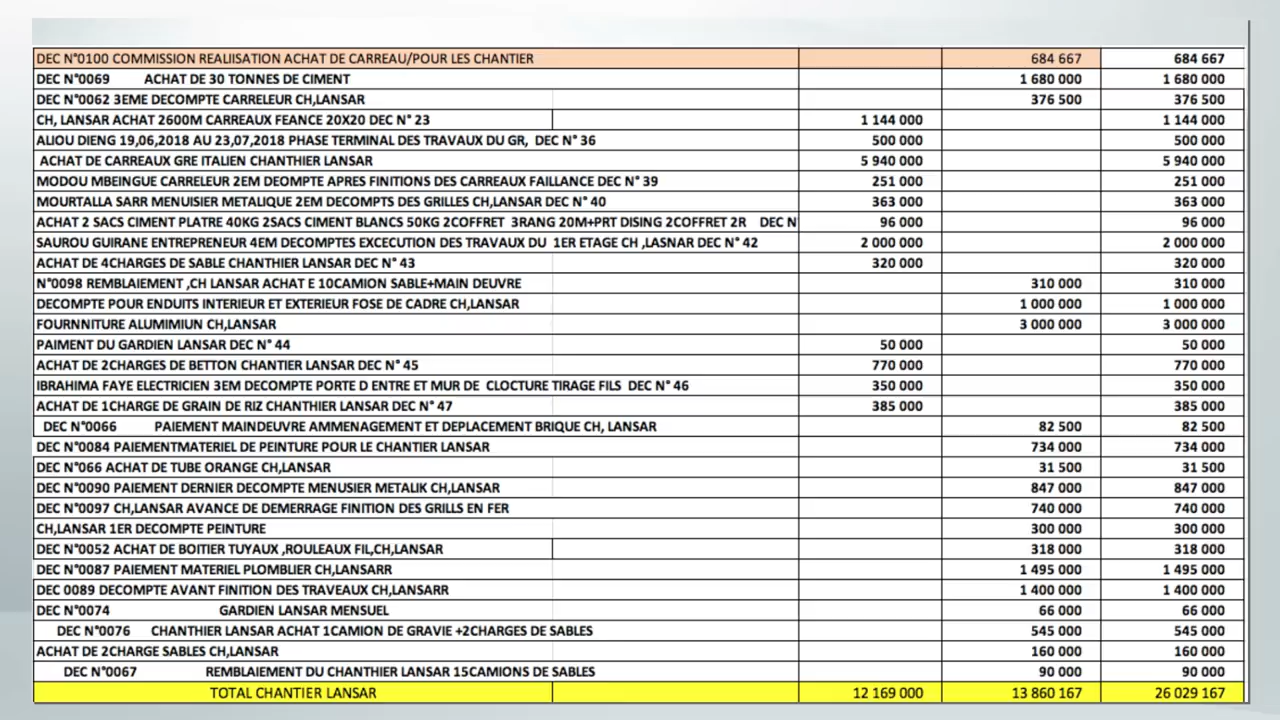 DEC N°0100 COMMISSION REALIISATION ACHAT DE CARREAU/POUR LES CHANTIER 684 667 684 667
DEC N°0069 ACHAT DE 30 TONNES DE CIMENT 1 680 000 1 680 000
DEC N°0062 3EME DECOMPTE CARRELEUR CH,LANSAR 376 500 376 500
CH, LANSAR ACHAT 2600M CARREAUX FEANCE 20X20 DEC N° 23 1 144 000 1 144 000
ALIOU DIENG 19,06,2018 AU 23,07,2018 PHASE TERMINAL DES TRAVAUX DU GR, DEC N° 36 500 000 500 000
ACHAT DE CARREAUX GRE ITALIEN CHANTHIER LANSAR 5 940 000 5 940 000
MODOU MBEINGUE CARRELEUR 2EM DEOMPTE APRES FINITIONS DES CARREAUX FAILLANCE DEC N° 39 251 000 251 000
MOURTALLA SARR MENUISIER METALIQUE 2EM DECOMPTS DES GRILLES CH,LANSAR DEC N° 40 363 000 363 000
ACHAT 2 SACS CIMENT PLATRE 40KG 2SACS CIMENT BLANCS 50KG 2COFFRET 3RANG 20M+PRT DISING 2COFFRET 2R DEC N 96 000 96 000
SAUROU GUIRANE ENTREPRENEUR 4EM DECOMPTES EXCECUTION DES TRAVAUX DU 1ER ETAGE CH ,LASNAR DEC N° 42 2 000 000 2 000 000
ACHAT DE 4CHARGES DE SABLE CHANTHIER LANSAR DEC N° 43 320 000 320 000
N°0098 REMBLAIEMENT ,CH LANSAR ACHAT E 10CAMION SABLE+MAIN DEUVRE 310 000 310 000
DECOMPTE POUR ENDUITS INTERIEUR ET EXTERIEUR FOSE DE CADRE CH,LANSAR 1 000 000 1 000 000
FOURNNITURE ALUMIMIUN CH,LANSAR 3 000 000 3 000 000
PAIMENT DU GARDIEN LANSAR DEC N° 44 50 000 50 000
ACHAT DE 2CHARGES DE BETTON CHANTIER LANSAR DEC N° 45 770 000 770 000
IBRAHIMA FAYE ELECTRICIEN 3EM DECOMPTE PORTE D ENTRE ET MUR DE CLOCTURE TIRAGE FILS DEC N° 46 350 000 350 000
ACHAT DE 1CHARGE DE GRAIN DE RIZ CHANTHIER LANSAR DEC N° 47 385 000 385 000
DEC N°0066 PAIEMENT MAINDEUVRE AMMENAGEMENT ET DEPLACEMENT BRIQUE CH, LANSAR 82 500 82 500
DEC N°0084 PAIEMENTMATERIEL DE PEINTURE POUR LE CHANTIER LANSAR 734 000 734 000
DEC N°066 ACHAT DE TUBE ORANGE CH,LANSAR 31 500 31 500
DEC N°0090 PAIEMENT DERNIER DECOMPTE MENUSIER METALIK CH,LANSAR 847 000 847 000
DEC N°0097 CH,LANSAR AVANCE DE DEMERRAGE FINITION DES GRILLS EN FER 740 000 740 000
CH,LANSAR 1ER DECOMPTE PEINTURE 300 000 300 000
DEC N°0052 ACHAT DE BOITIER TUYAUX ,ROULEAUX FIL,CH,LANSAR 318 000 318 000
DEC N°0087 PAIEMENT MATERIEL PLOMBLIER CH,LANSARR 1 495 000 1 495 000
DEC 0089 DECOMPTE AVANT FINITION DES TRAVEAUX CH,LANSARR 1 400 000 1 400 000
DEC N°0074 GARDIEN LANSAR MENSUEL 66 000 66 000
DEC N°0076 CHANTHIER LANSAR ACHAT 1CAMION DE GRAVIE +2CHARGES DE SABLES 545 000 545 000
ACHAT DE 2CHARGE SABLES CH,LANSAR 160 000 160 000
DEC N°0067 REMBLAIEMENT DU CHANTHIER LANSAR 15CAMIONS DE SABLES 90 000 90 000
TOTAL CHANTIER LANSAR 12 169 000 13 860 167 26 029 167